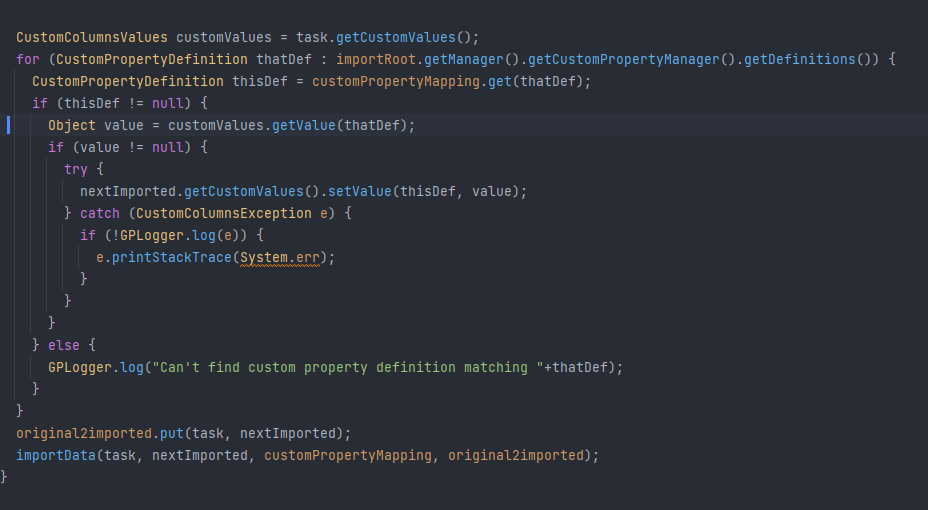 CustomColumnsValues customValues = task.getCustomValues();
for (CustomPropertyDefinition thatDef : importRoot.getManager().getCustomPropertyManager().getDefinitions()) {
CustomPropertyDefinition thisDef = customPropertyMapping.get(thatDef);
if (thisDef != null) {
Object value = customValues.getValue(thatDef);
if (value != null) {
try {
nextImported.getCustomValues().setValue(thisDef, value);
} catch (CustomColumnsException e) {
if (!GPLogger.log(e)) {
e.printStackTrace(System.err);
}
}
}
} else {
GPLogger.log("Can't find custom property definition matching "+thatDef);
}
}
original2imported.put(task, nextImported);
importData(task, nextImported, customPropertyMapping, original2imported);
}